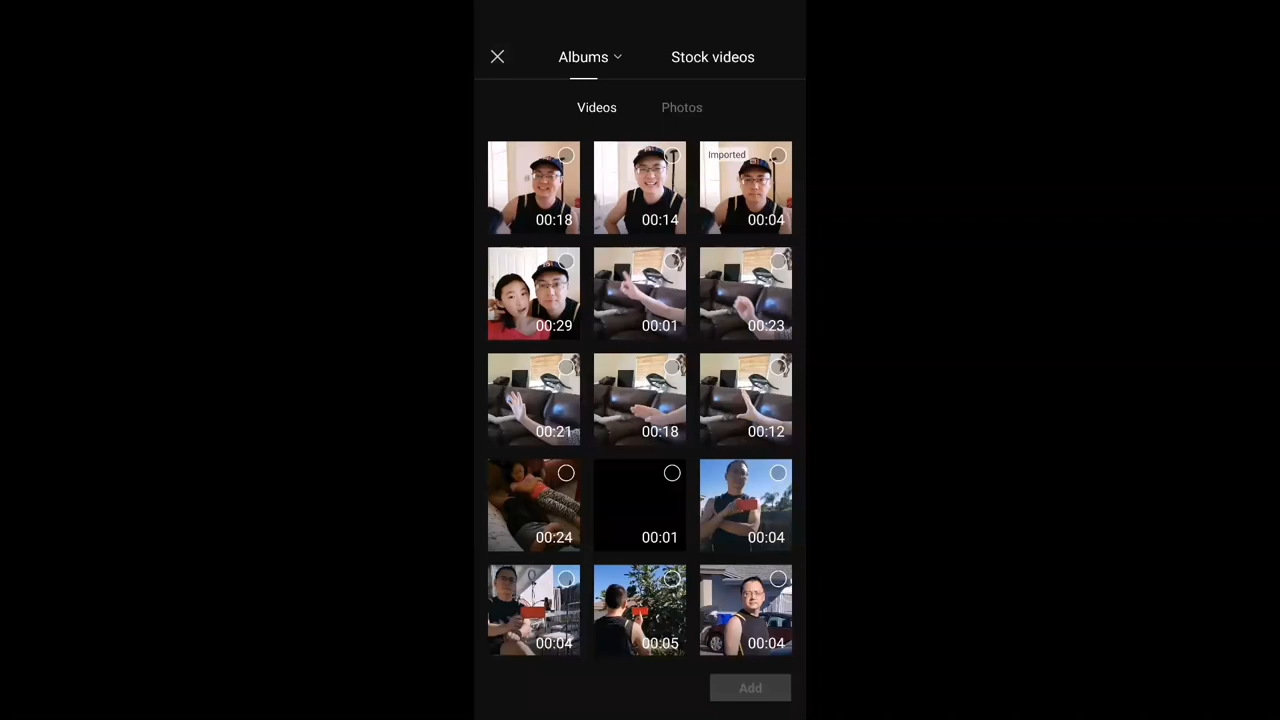 Albums Stock videos
Videos Photos
00:18 00:14 Imported 00:04
00:29 00:01 00:23
00:21 00:18 00:12
00:24 00:01 00:04
00:04 00:05 00:04
Add